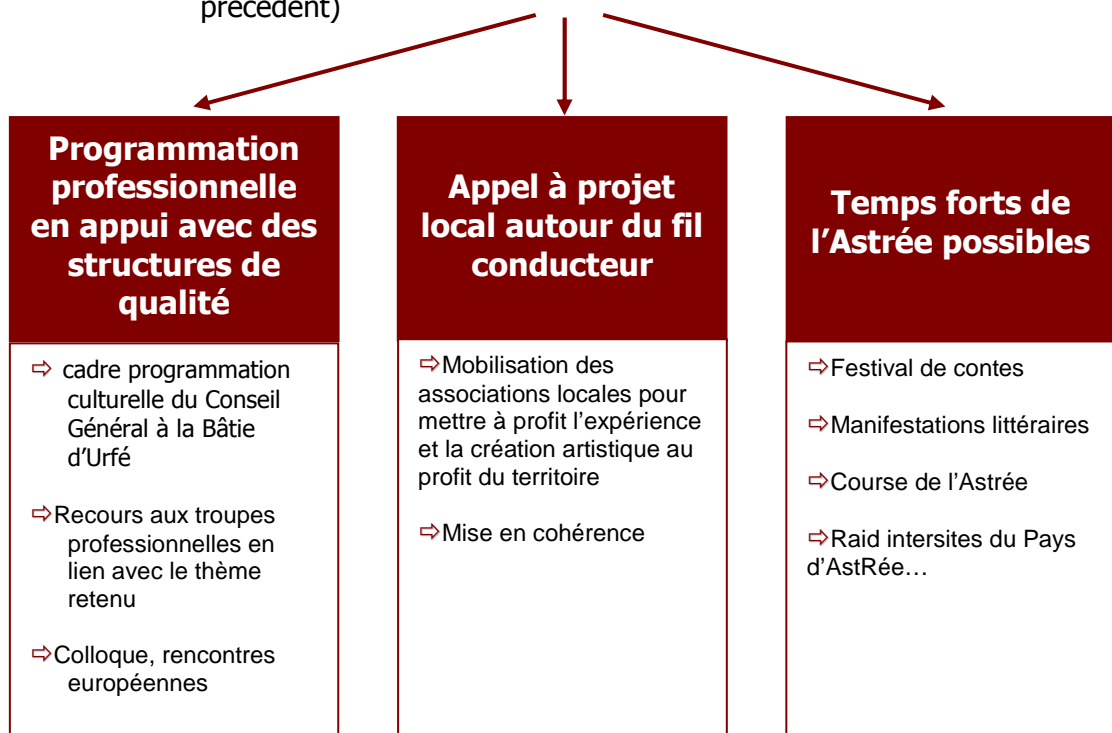 précédent)
Programmation
professionnelle
en appui avec des
structures de
qualité
⇨ cadre programmation
culturelle du Conseil
Général à la Bâtie
d’Urfé
⇨Recours aux troupes
professionnelles en
lien avec le thème
retenu
⇨Colloque, rencontres
européennes
Appel à projet
local autour du fil
conducteur
⇨Mobilisation des
associations locales pour
mettre à profit l’expérience
et la création artistique au
profit du territoire
⇨Mise en cohérence
Temps forts de
l’Astrée possibles
⇨Festival de contes
⇨Manifestations littéraires
⇨Course de l’Astrée
⇨Raid intersites du Pays
d’AstRée…